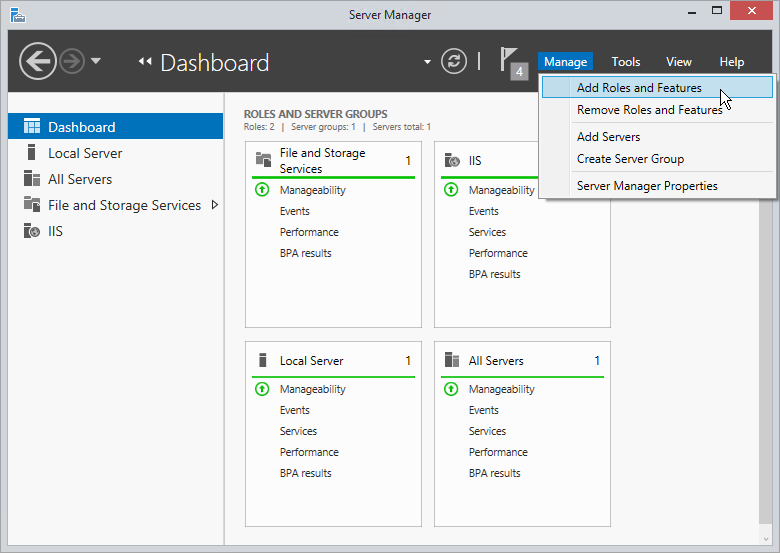 Server Manager
Dashboard
4
Manage Tools View Help
Add Roles and Features
Remove Roles and Features
Add Servers
Create Server Group
Server Manager Properties
Dashboard
Local Server
All Servers
File and Storage Services
IIS
ROLES AND SERVER GROUPS
Roles: 2 | Server groups: 1 | Servers total: 1
File and Storage
Services
1
Manageability
Events
Performance
BPA results
IIS
Manageability
Events
Services
Performance
BPA results
Local Server 1
Manageability
Events
Services
Performance
BPA results
All Servers 1
Manageability
Events
Services
Performance
BPA results